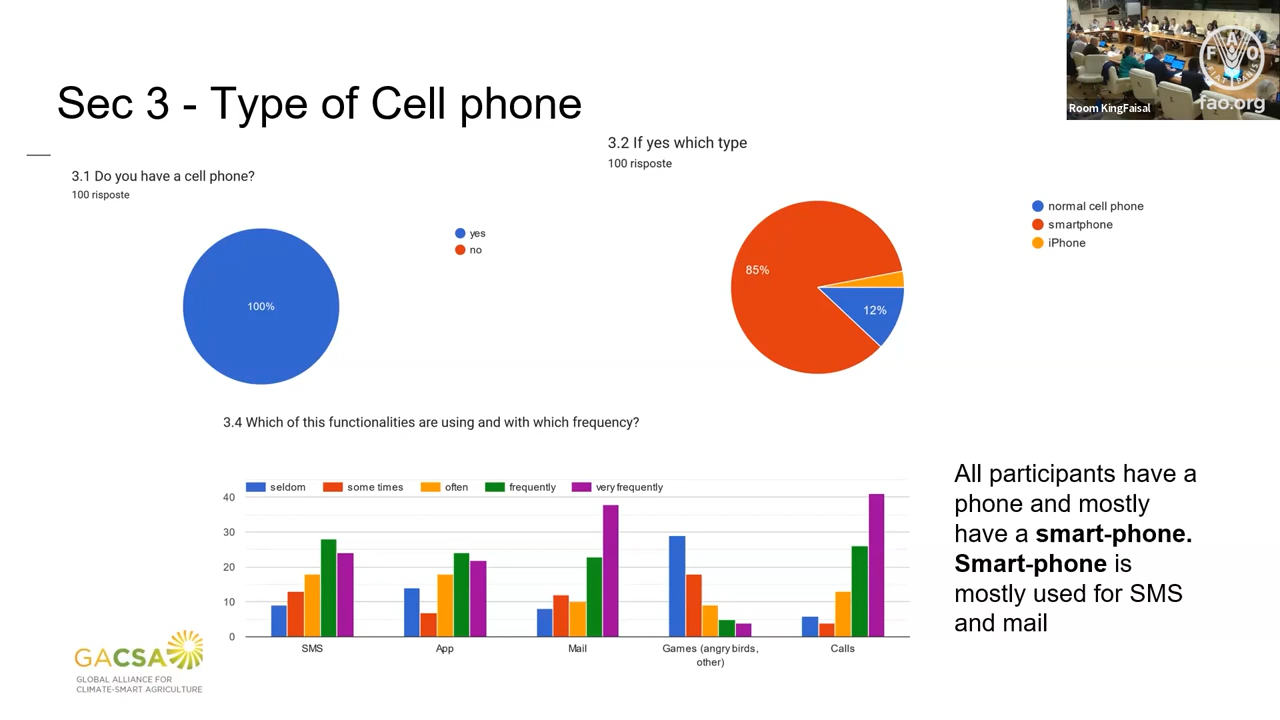 Sec 3 - Type of Cell phone
Room KingFaisal
F A O
FIAT PANIS
fao.org
3.1 Do you have a cell phone?
100 risposte
yes
no
100%
3.2 If yes which type
100 risposte
normal cell phone
smartphone
iPhone
85%
12%
3.4 Which of this functionalities are using and with which frequency?
seldom some times often frequently very frequently
40
30
20
10
0
SMS App Mail Games (angry birds, other) Calls
All participants have a
phone and mostly
have a smart-phone.
Smart-phone is
mostly used for SMS
and mail
GACSA
GLOBAL ALLIANCE FOR
CLIMATE-SMART AGRICULTURE